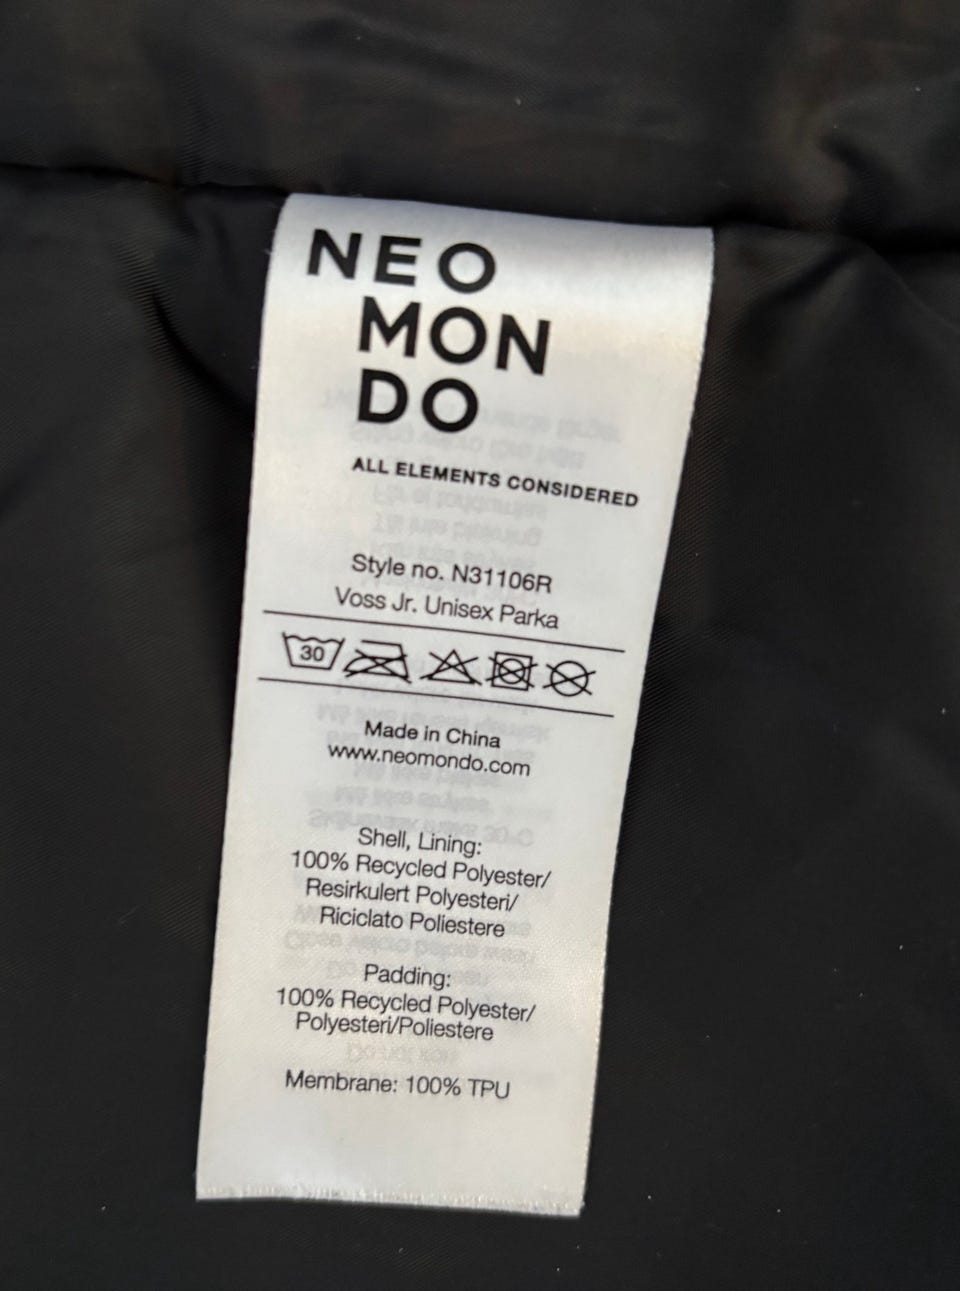 NEO
MON
DO
ALL ELEMENTS CONSIDERED
Style no. N31106R
Voss Jr. Unisex Parka
30
Made in China
www.neomondo.com
Shell, Lining:
100% Recycled Polyester/
Resirkulert Polyesteri/
Riciclato Poliestere
Padding:
100% Recycled Polyester/
Polyesteri/Poliestere
Membrane: 100% TPU